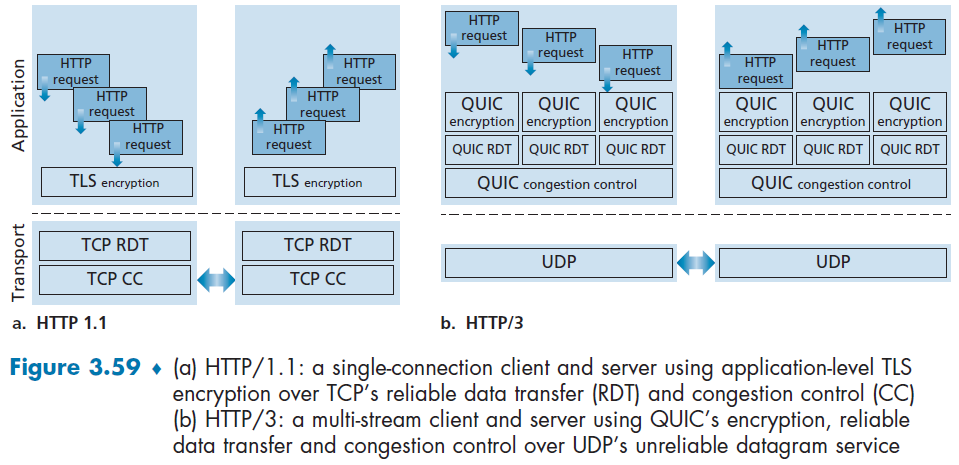 Application
HTTP
request
HTTP
request
HTTP
request
TLS encryption
HTTP
request
HTTP
request
HTTP
request
TLS encryption
Transport
TCP RDT
TCP CC
TCP RDT
TCP CC
a. HTTP 1.1
HTTP
request
HTTP
request
HTTP
request
QUIC
encryption
QUIC
encryption
QUIC
encryption
QUIC RDT
QUIC RDT
QUIC RDT
QUIC congestion control
HTTP
request
HTTP
request
HTTP
request
QUIC
encryption
QUIC
encryption
QUIC
encryption
QUIC RDT
QUIC RDT
QUIC RDT
QUIC congestion control
UDP
UDP
b. HTTP/3
Figure 3.59 ♦ (a) HTTP/1.1: a single-connection client and server using application-level TLS
encryption over TCP’s reliable data transfer (RDT) and congestion control (CC)
(b) HTTP/3: a multi-stream client and server using QUIC’s encryption, reliable
data transfer and congestion control over UDP’s unreliable datagram service